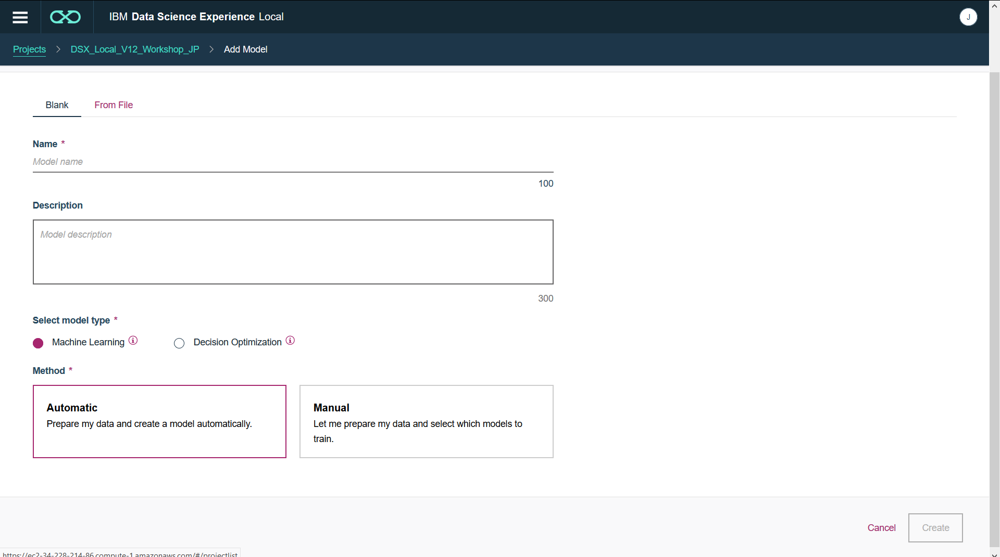 IBM Data Science Experience Local
J
Projects > DSX_Local_V12_Workshop_JP > Add Model
Blank From File
Name *
Model name
100
Description
Model description
300
Select model type *
Machine Learning Decision Optimization
Method *
Automatic
Prepare my data and create a model automatically.
Manual
Let me prepare my data and select which models to
train.
Cancel Create
https://ec2-34-228-214-86.compute-1.amazonaws.com/#/projectlist